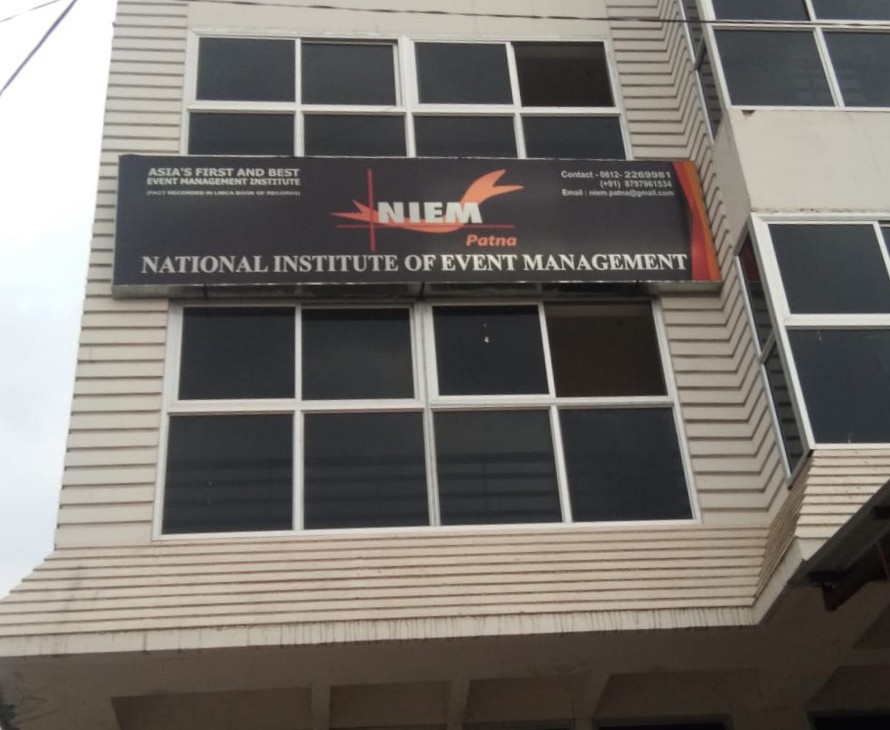 ASIA'S FIRST AND BEST
EVENT MANAGEMENT INSTITUTE
(FACT RECORDED IN LIMCA BOOK OF RECORDS)
NIEM
Patna
Contact - 0612- 2269981
(+91) 8797961534
Email : niem.patna@gmail.com
NATIONAL INSTITUTE OF EVENT MANAGEMENT